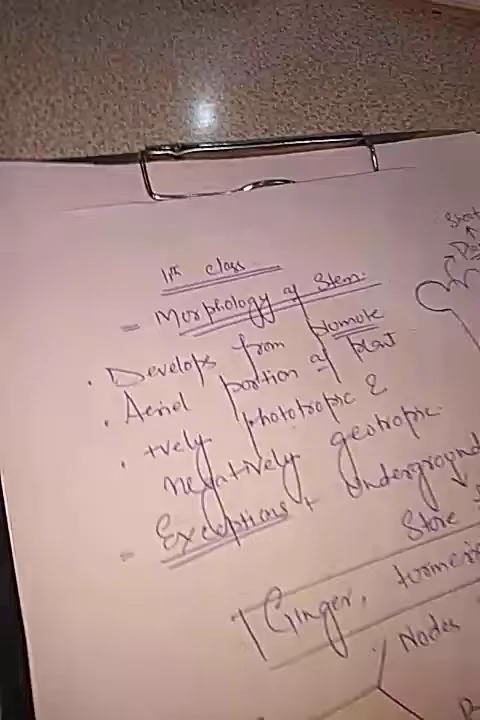 11th class
= Morphology of Stem:
. Develops from plumule
. Aerial portion of plant
. +vely phototropic &
negatively geotropic.
= Exceptions + Underground
Store
Ginger, turmeric
Nodes